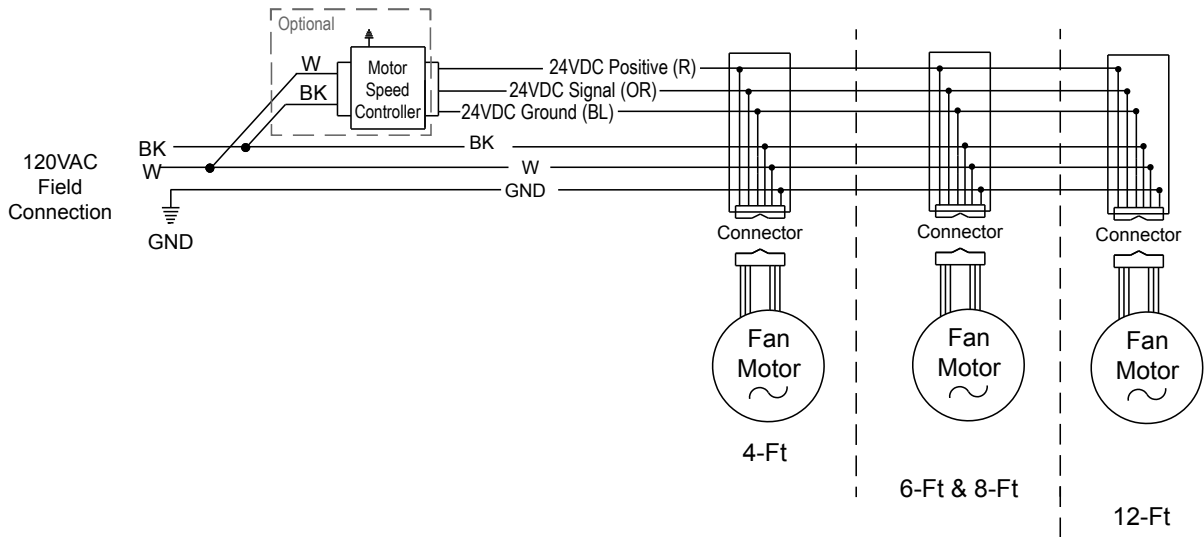 Optional
W
BK
Motor
Speed
Controller
24VDC Positive (R)
24VDC Signal (OR)
24VDC Ground (BL)
120VAC
Field
Connection
BK
W
GND
BK
W
GND
Connector
Connector
Connector
Fan
Motor
Fan
Motor
Fan
Motor
4-Ft
6-Ft & 8-Ft
12-Ft